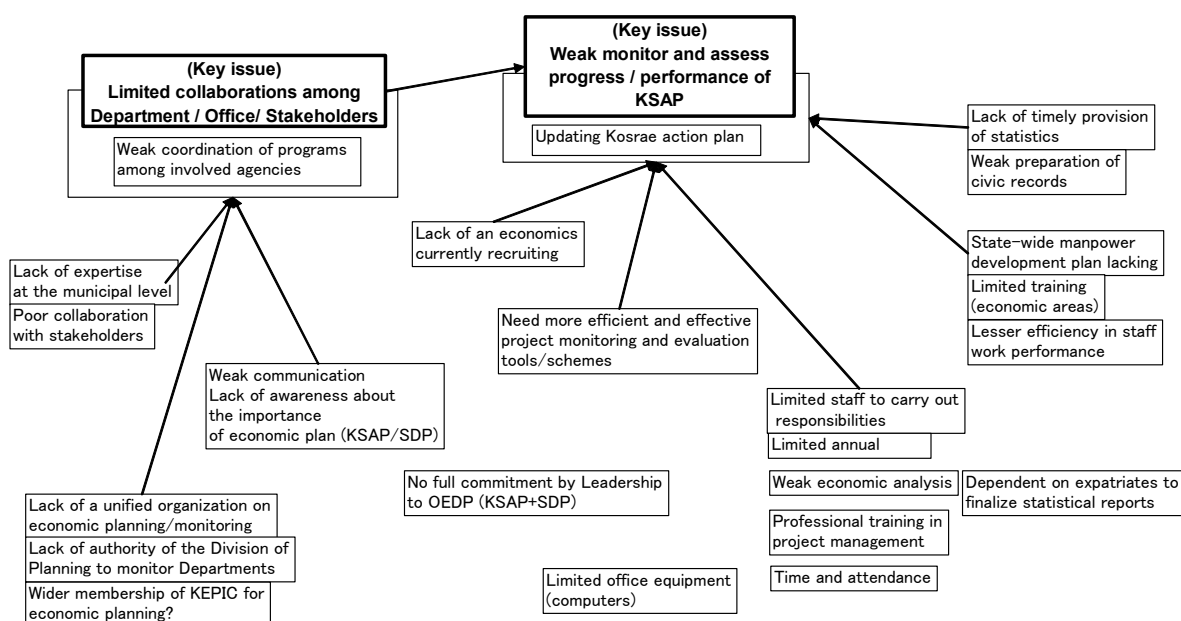 (Key issue)
Limited collaborations among
Department / Office/ Stakeholders
Weak coordination of programs
among involved agencies
(Key issue)
Weak monitor and assess
progress / performance of
KSAP
Updating Kosrae action plan
Lack of timely provision
of statistics
Weak preparation of
civic records
Lack of an economics
currently recruiting
State-wide manpower
development plan lacking
Limited training
(economic areas)
Lesser efficiency in staff
work performance
Lack of expertise
at the municipal level
Poor collaboration
with stakeholders
Need more efficient and effective
project monitoring and evaluation
tools/schemes
Weak communication
Lack of awareness about
the importance
of economic plan (KSAP/SDP)
Limited staff to carry out
responsibilities
Limited annual
No full commitment by Leadership
to OEDP (KSAP+SDP)
Weak economic analysis
Dependent on expatriates to
finalize statistical reports
Lack of a unified organization on
economic planning/monitoring
Lack of authority of the Division of
Planning to monitor Departments
Wider membership of KEPIC for
economic planning?
Professional training in
project management
Limited office equipment
(computers)
Time and attendance